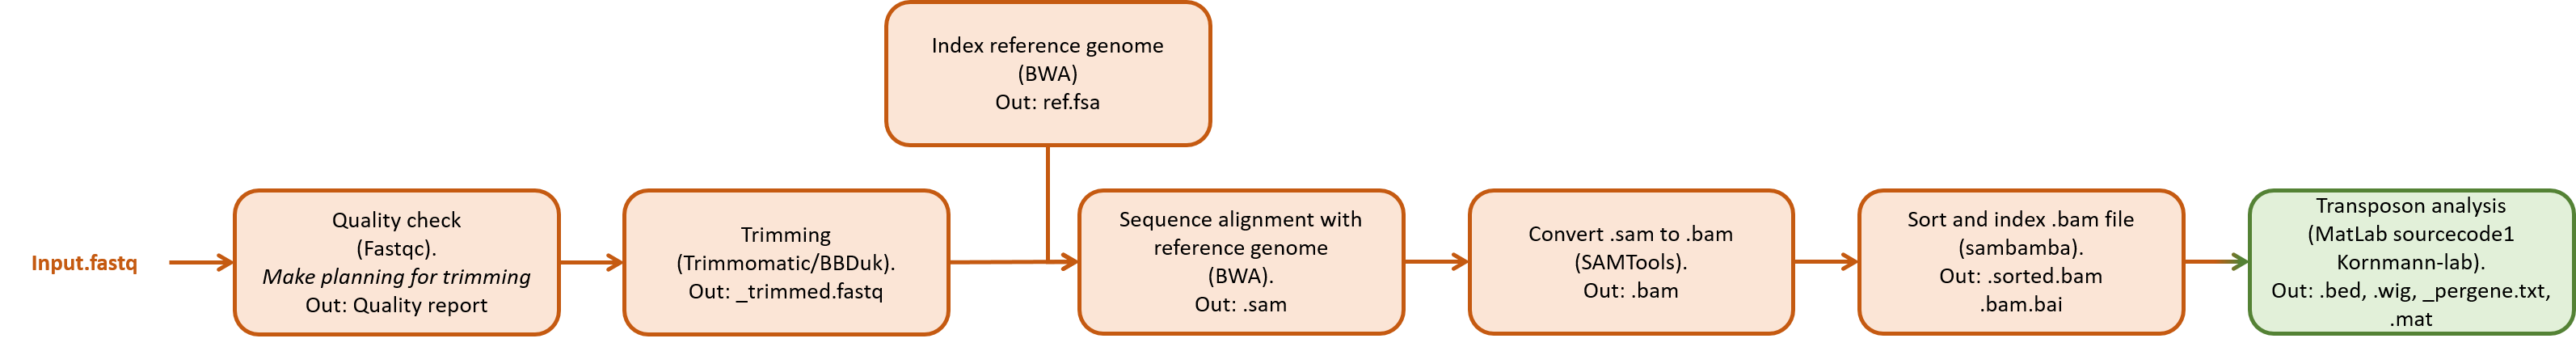 Index reference genome
(BWA)
Out: ref.fsa
Input.fastq
Quality check
(Fastqc).
Make planning for trimming
Out: Quality report
Trimming
(Trimmomatic/BBDuk).
Out: _trimmed.fastq
Sequence alignment with
reference genome
(BWA).
Out: .sam
Convert .sam to .bam
(SAMTools).
Out: .bam
Sort and index .bam file
(sambamba).
Out: .sorted.bam
.bam.bai
Transposon analysis
(MatLab sourcecode1
Kornmann-lab).
Out: .bed, .wig, _pergene.txt,
.mat